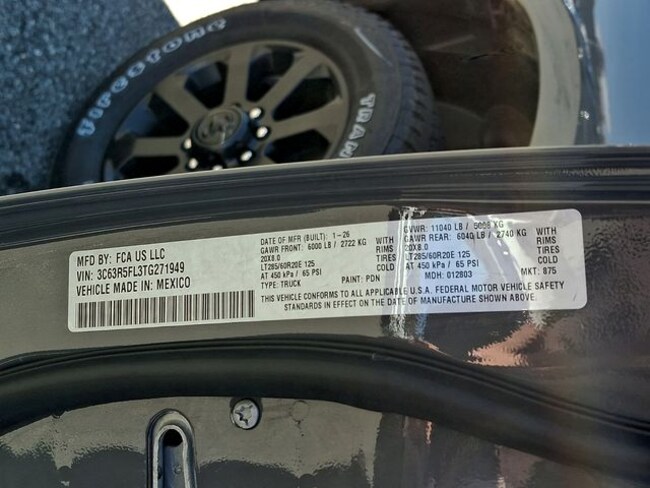 FIRESTONE
TRAN
MFD BY: FCA US LLC
VIN: 3C63R5FL3TG271949
VEHICLE MADE IN: MEXICO
DATE OF MFR (BUILT): 1-26
GAWR FRONT: 6000 LB / 2722 KG WITH
20X8.0 RIMS
LT285/60R20E 125 TIRES
AT 450 kPa / 65 PSI COLD
TYPE: TRUCK PAINT: PDN
GVWR: 11040 LB / 5008 KG
GAWR REAR: 6040 LB / 2740 KG WITH
20X8.0 RIMS
LT285/60R20E 125 TIRES
AT 450 kPa / 65 PSI COLD
MDH: 012803 MKT: 875
THIS VEHICLE CONFORMS TO ALL APPLICABLE U.S.A. FEDERAL MOTOR VEHICLE SAFETY
STANDARDS IN EFFECT ON THE DATE OF MANUFACTURE SHOWN ABOVE.